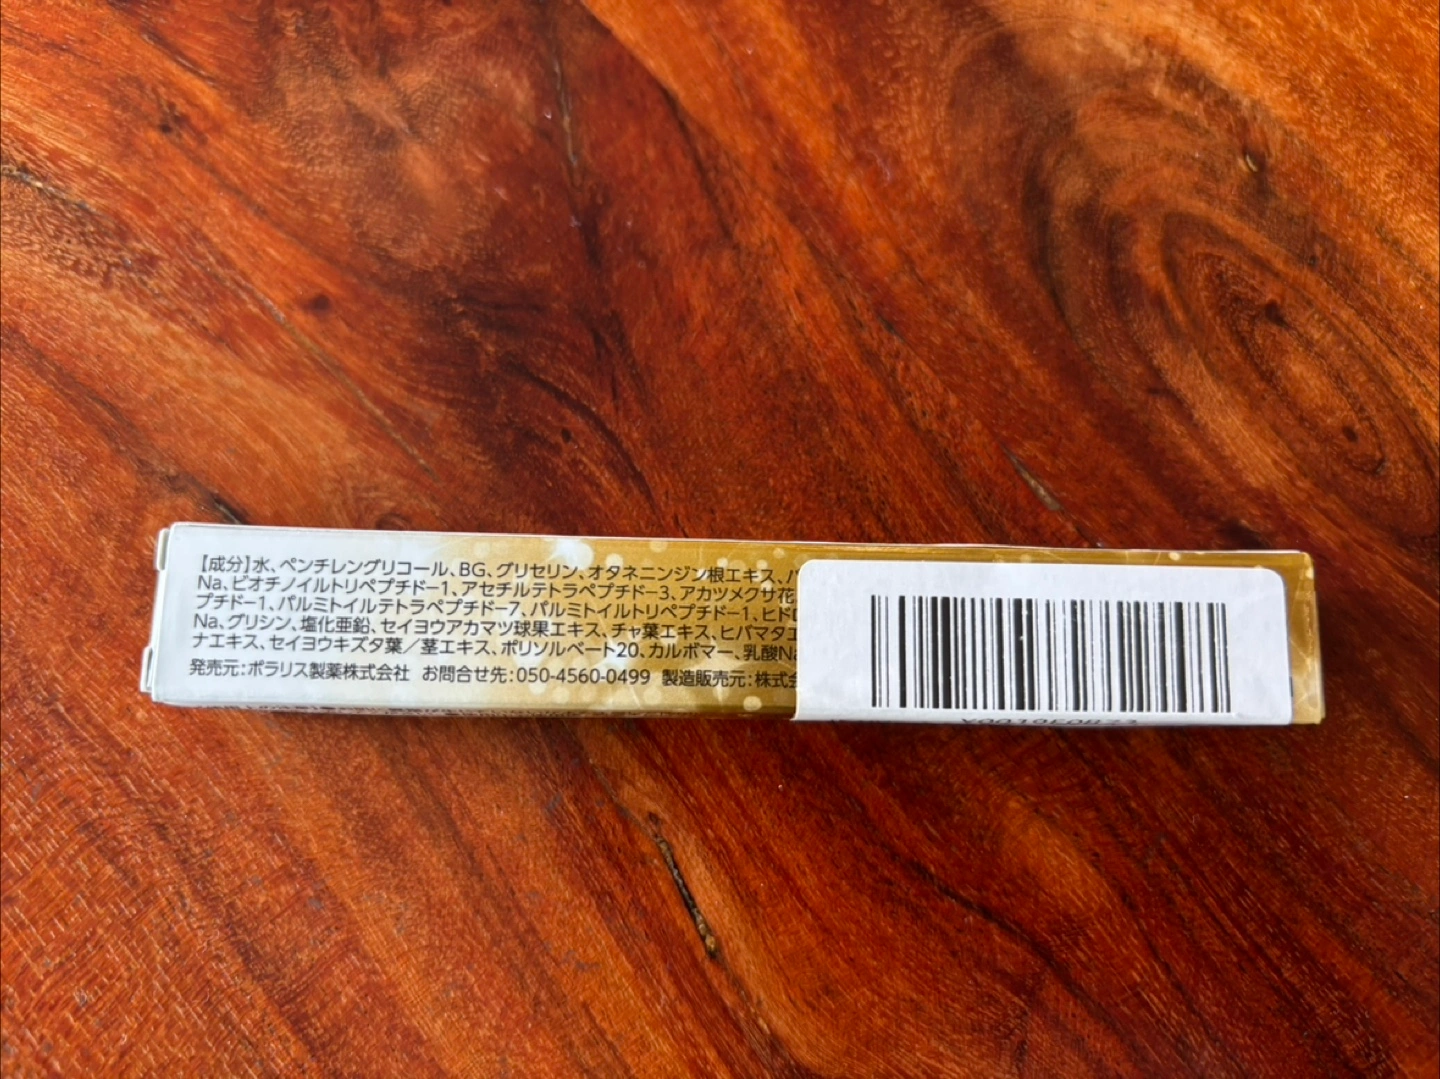 【成分】水、ペンチレングリコール、BG、グリセリン、オタネニンジン根エキス、
Na、ビオチノイルトリペプチド-1、アセチルテトラペプチド-3、アカツメクサ花
プチド-1、パルミトイルテトラペプチド-7、パルミトイルトリペプチド-1、ヒドロ
Na、グリシン、塩化亜鉛、セイヨウアカマツ球果エキス、チャ葉エキス、ヒバマタエ
ナエキス、セイヨウキズタ葉／茎エキス、ポリソルベート20、カルボマー、乳酸Na
発売元：ポラリス製薬株式会社 お問合せ先：050-4560-0499 製造販売元：株式会